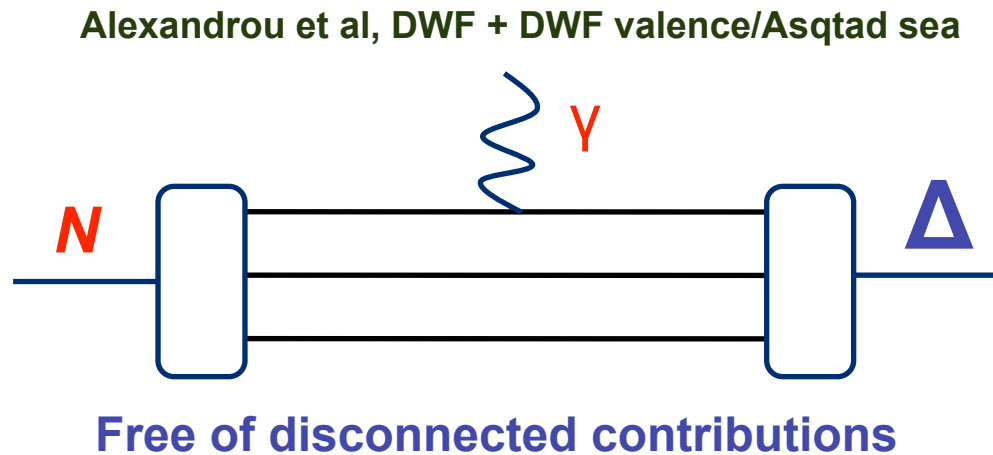 Alexandrou et al, DWF + DWF valence/Asqtad sea
γ
N
Δ
Free of disconnected contributions